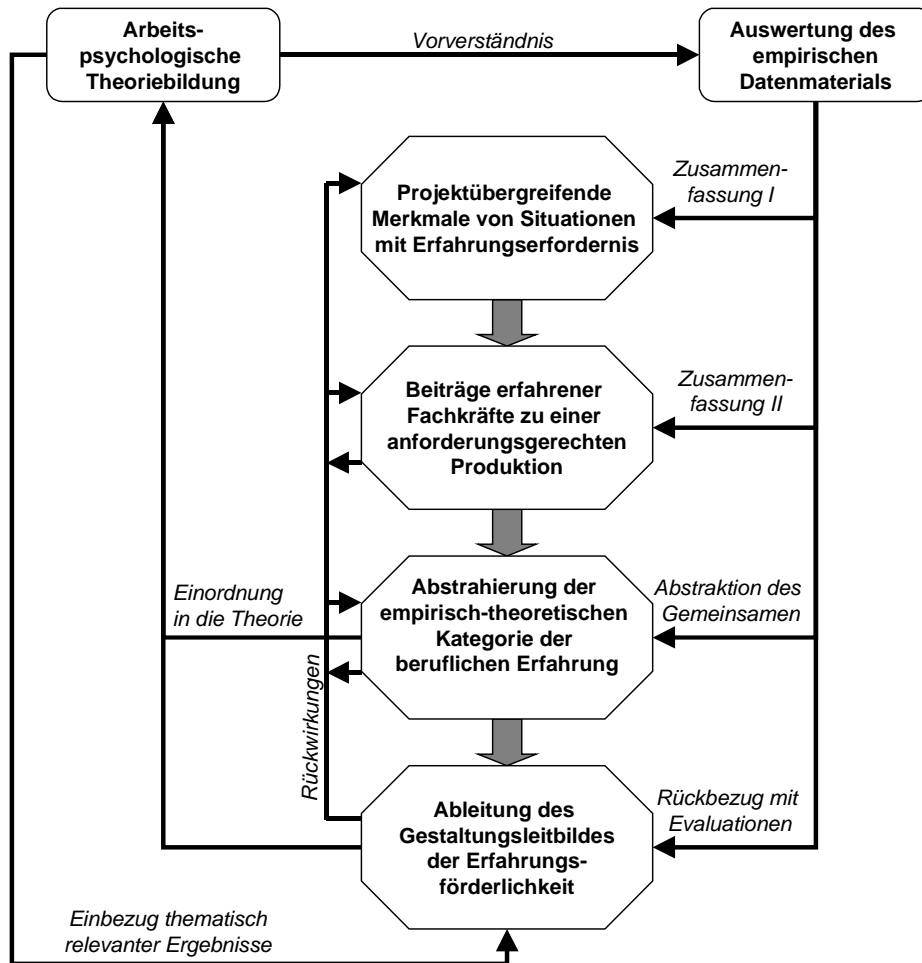 Arbeits-
psychologische
Theoriebildung
Vorverständnis
Auswertung des
empirischen
Datenmaterials
Projektübergreifende
Merkmale von Situationen
mit Erfahrungserfordernis
Zusammen-
fassung I
Beiträge erfahrener
Fachkräfte zu einer
anforderungsgerechten
Produktion
Zusammen-
fassung II
Einordnung
in die Theorie
Abstrahierung der
empirisch-theoretischen
Kategorie der
beruflichen Erfahrung
Abstraktion des
Gemeinsamen
Rückwirkungen
Ableitung des
Gestaltungsleitbildes
der Erfahrungs-
förderlichkeit
Rückbezug mit
Evaluationen
Einbezug thematisch
relevanter Ergebnisse